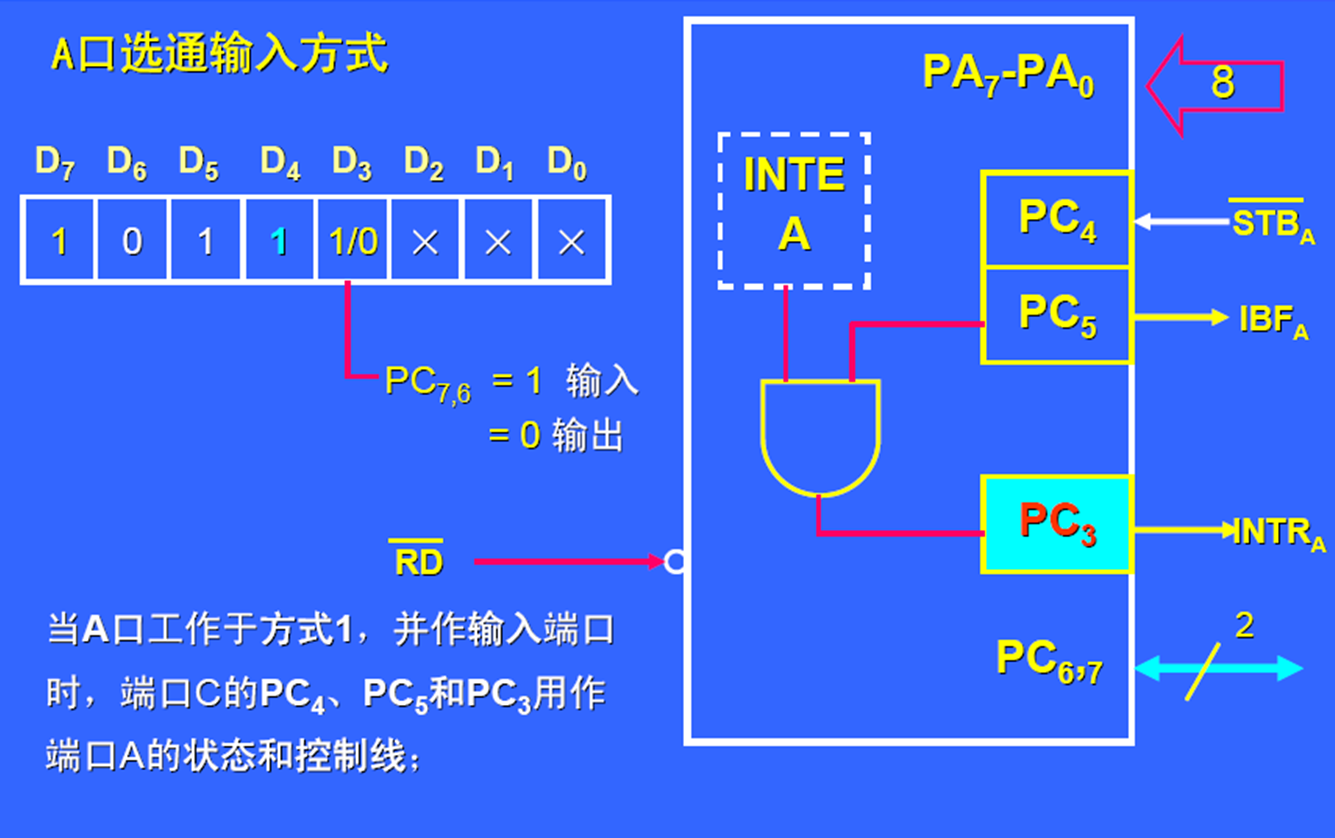 A口选通输入方式
D7 D6 D5 D4 D3 D2 D1 D0
1 0 1 1 1/0 × × ×
PC7,6 = 1 输入
= 0 输出
R̅D̅
当A口工作于方式1，并作输入端口
时，端口C的PC4、PC5和PC3用作
端口A的状态和控制线；
PA7-PA0
8
INTE
A
PC4
S̅T̅B̅A
PC5
IBFA
PC3
INTRA
PC6,7
2